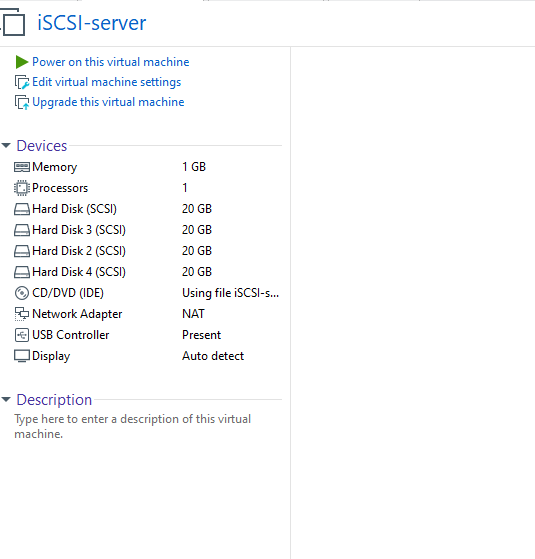 iSCSI-server
Power on this virtual machine
Edit virtual machine settings
Upgrade this virtual machine
Devices
Memory 1 GB
Processors 1
Hard Disk (SCSI) 20 GB
Hard Disk 3 (SCSI) 20 GB
Hard Disk 2 (SCSI) 20 GB
Hard Disk 4 (SCSI) 20 GB
CD/DVD (IDE) Using file iSCSI-s...
Network Adapter NAT
USB Controller Present
Display Auto detect
Description
Type here to enter a description of this virtual
machine.